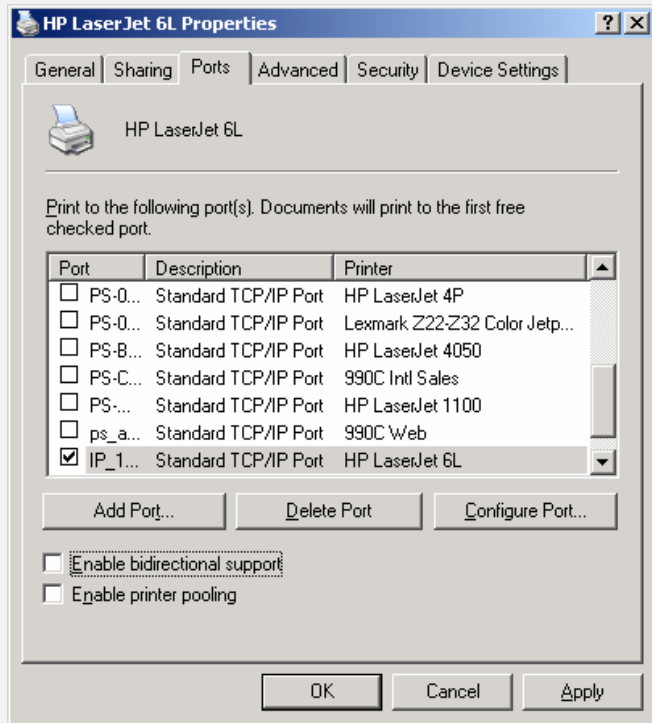 HP LaserJet 6L Properties
General Sharing Ports Advanced Security Device Settings
HP LaserJet 6L
Print to the following port(s). Documents will print to the first free
checked port.
Port Description Printer
PS-0... Standard TCP/IP Port HP LaserJet 4P
PS-0... Standard TCP/IP Port Lexmark Z22-Z32 Color Jetp...
PS-B... Standard TCP/IP Port HP LaserJet 4050
PS-C... Standard TCP/IP Port 990C Intl Sales
PS-... Standard TCP/IP Port HP LaserJet 1100
ps_a... Standard TCP/IP Port 990C Web
IP_1... Standard TCP/IP Port HP LaserJet 6L
Add Port... Delete Port Configure Port...
Enable bidirectional support
Enable printer pooling
OK Cancel Apply